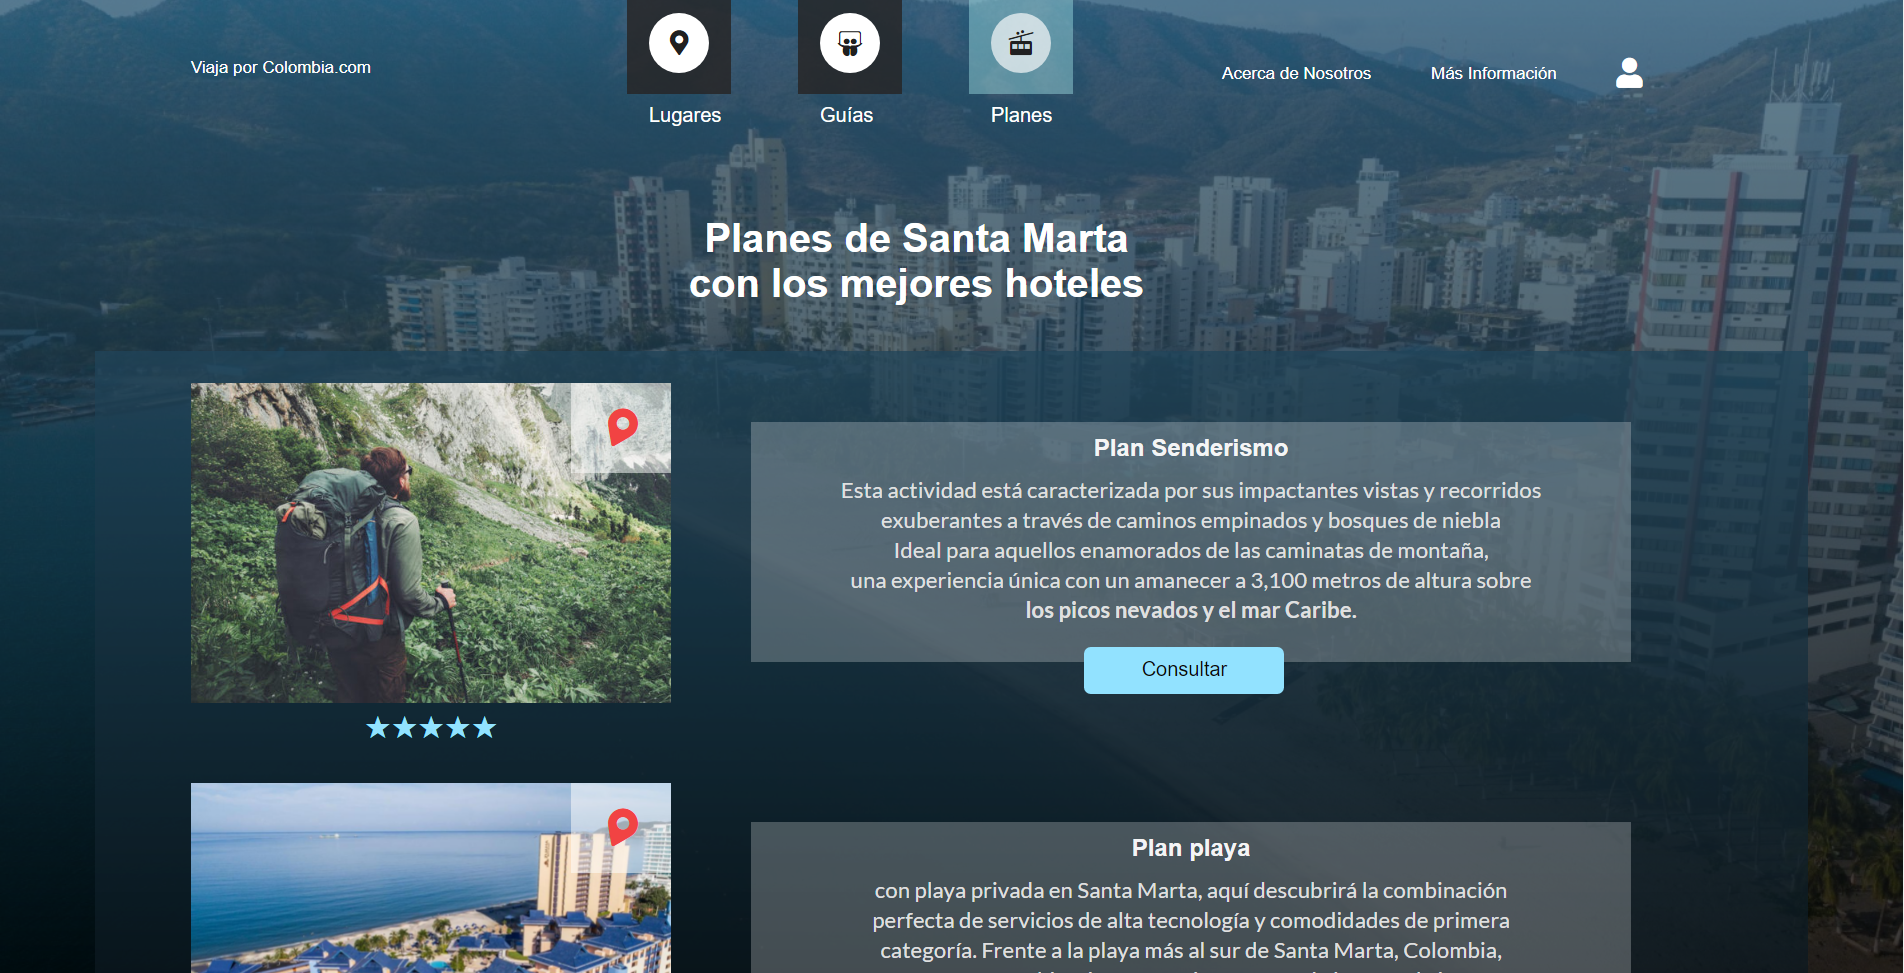 Viaja por Colombia.com
Lugares
Guías
Planes
Acerca de Nosotros
Más Información
Planes de Santa Marta
con los mejores hoteles
Plan Senderismo
Esta actividad está caracterizada por sus impactantes vistas y recorridos
exuberantes a través de caminos empinados y bosques de niebla
Ideal para aquellos enamorados de las caminatas de montaña,
una experiencia única con un amanecer a 3,100 metros de altura sobre
los picos nevados y el mar Caribe.
Consultar
Plan playa
con playa privada en Santa Marta, aquí descubrirá la combinación
perfecta de servicios de alta tecnología y comodidades de primera
categoría. Frente a la playa más al sur de Santa Marta, Colombia,